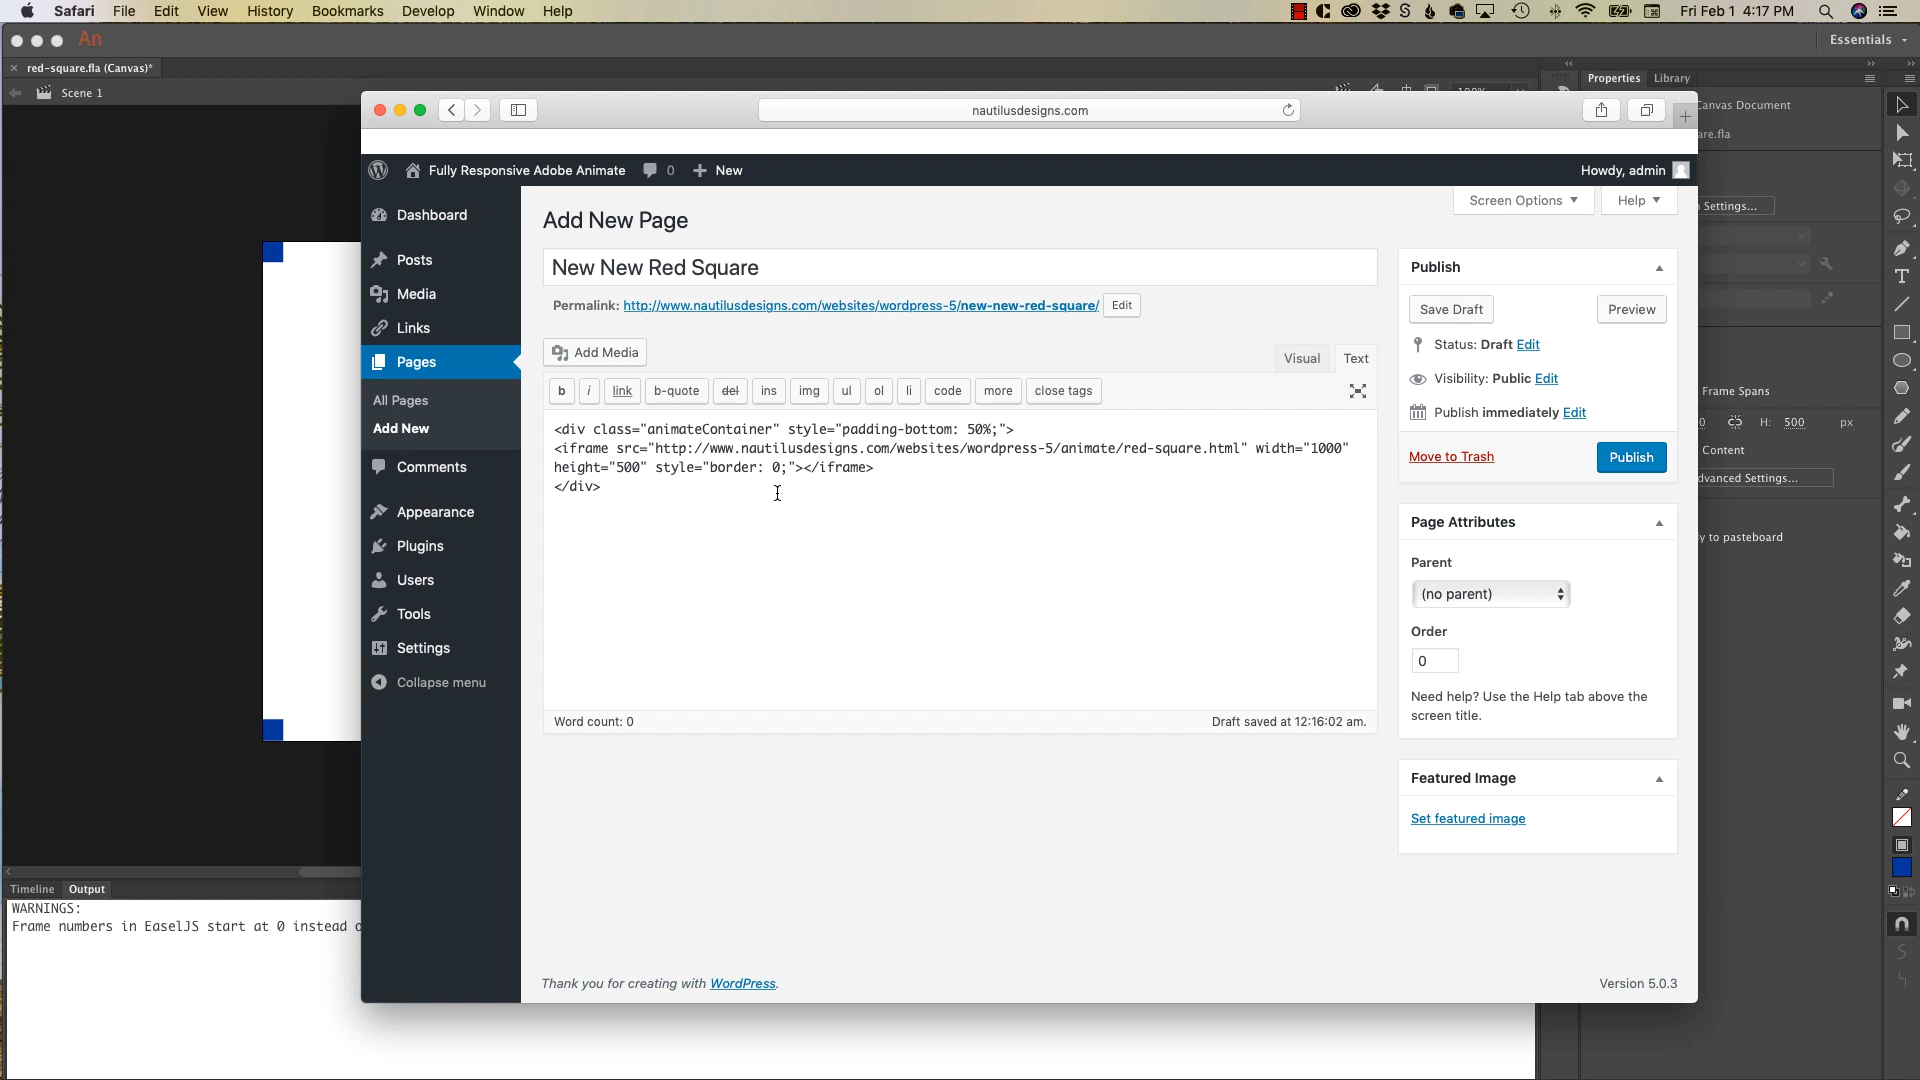 Safari File Edit View History Bookmarks Develop Window Help
Fri Feb 1 4:17 PM
An
Essentials
red-square.fla (Canvas)*
Properties Library
Scene 1
nautilusdesigns.com
Canvas Document
are.fla
Fully Responsive Adobe Animate 0 New
Howdy, admin
Dashboard
Posts
Media
Links
Pages
All Pages
Add New
Comments
Appearance
Plugins
Users
Tools
Settings
Collapse menu
Screen Options Help
Add New Page
New New Red Square
Permalink: http://www.nautilusdesigns.com/websites/wordpress-5/new-new-red-square/ Edit
Add Media
Visual Text
b i link b-quote del ins img ul ol li code more close tags
<div class="animateContainer" style="padding-bottom: 50%;">
<iframe src="http://www.nautilusdesigns.com/websites/wordpress-5/animate/red-square.html" width="1000"
height="500" style="border: 0;"></iframe>
</div>
Word count: 0
Draft saved at 12:16:02 am.
Publish
Save Draft Preview
Status: Draft Edit
Visibility: Public Edit
Publish immediately Edit
Move to Trash Publish
Page Attributes
Parent
(no parent)
Order
0
Need help? Use the Help tab above the
screen title.
Featured Image
Set featured image
Thank you for creating with WordPress.
Version 5.0.3
Settings...
Frame Spans
0 H: 500 px
Content
dvanced Settings...
y to pasteboard
Timeline Output
WARNINGS:
Frame numbers in EaselJS start at 0 instead o